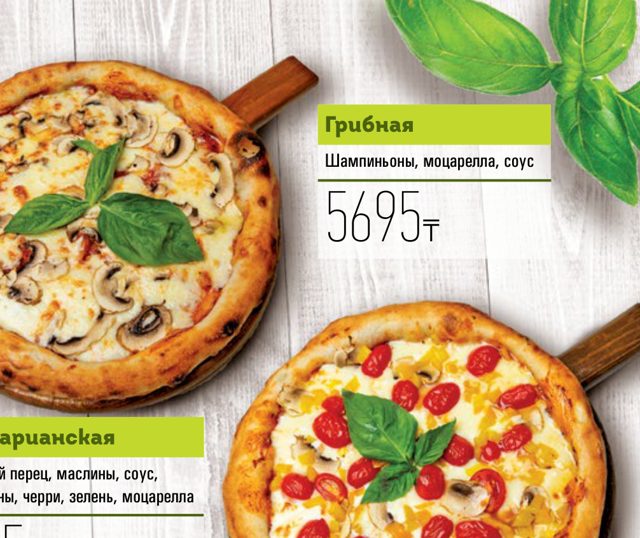 Грибная
Шампиньоны, моцарелла, соус
5695₸
арианская
й перец, маслины, соус,
ны, черри, зелень, моцарелла